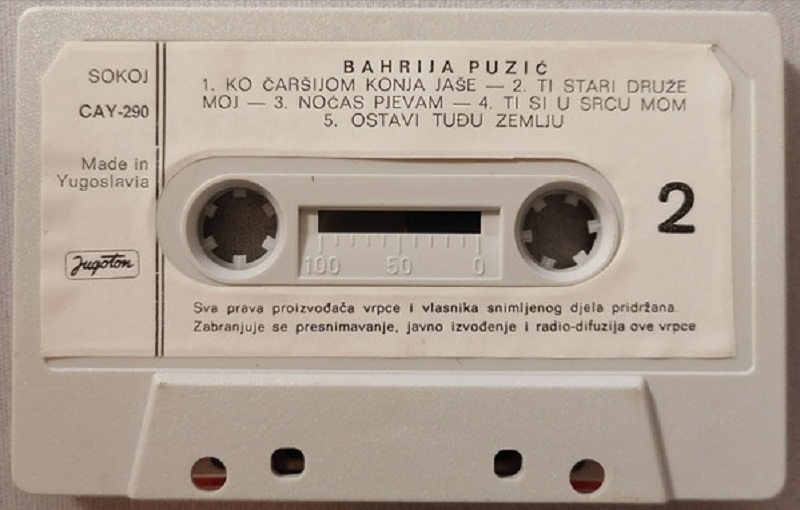 SOKOJ
CAY-290
Made in
Yugoslavia
Jugoton
BAHRIJA PUZIĆ
1. KO ČARŠIJOM KONJA JAŠE — 2. TI STARI DRUŽE
MOJ — 3. NOĆAS PJEVAM — 4. TI SI U SRCU MOM
5. OSTAVI TUĐU ZEMLJU
2
100 50 0
Sva prava proizvođača vrpce i vlasnika snimljenog djela pridržana.
Zabranjuje se presnimavanje, javno izvođenje i radio-difuzija ove vrpce